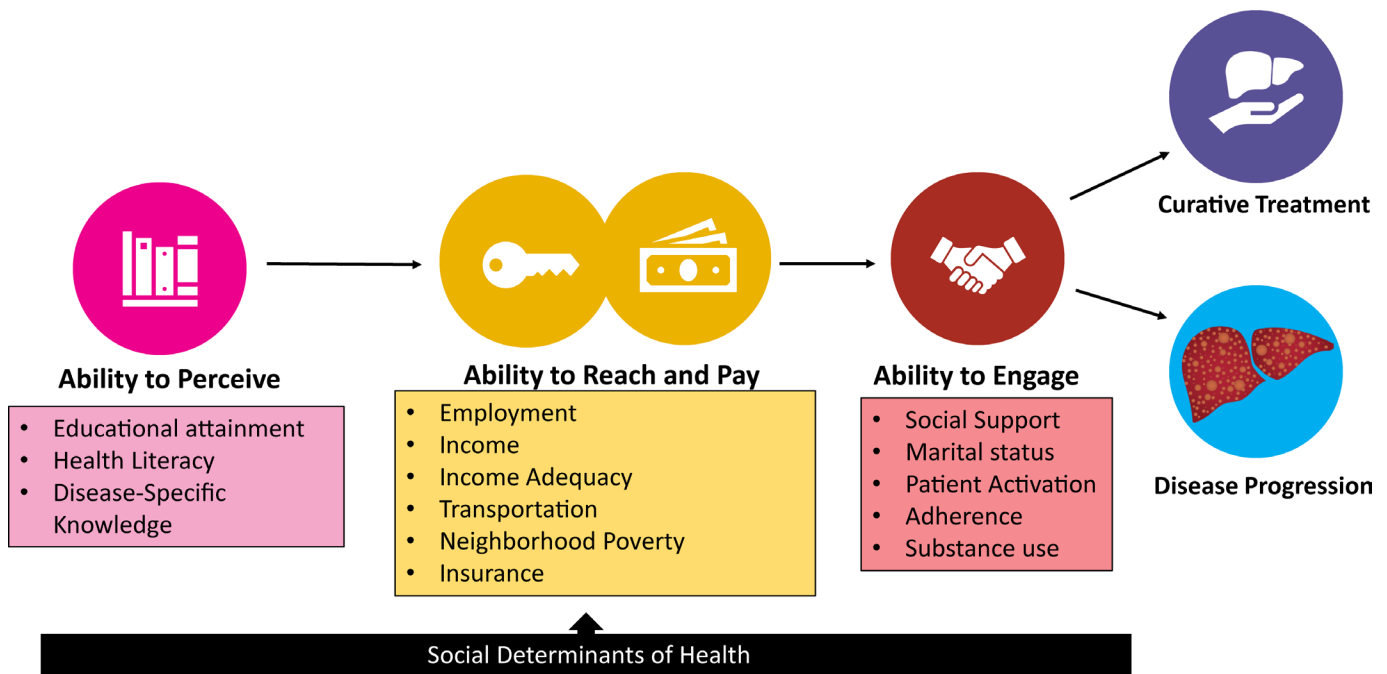 Curative Treatment
Ability to Perceive
• Educational attainment
• Health Literacy
• Disease-Specific
Knowledge
Ability to Reach and Pay
• Employment
• Income
• Income Adequacy
• Transportation
• Neighborhood Poverty
• Insurance
Ability to Engage
• Social Support
• Marital status
• Patient Activation
• Adherence
• Substance use
Disease Progression
Social Determinants of Health